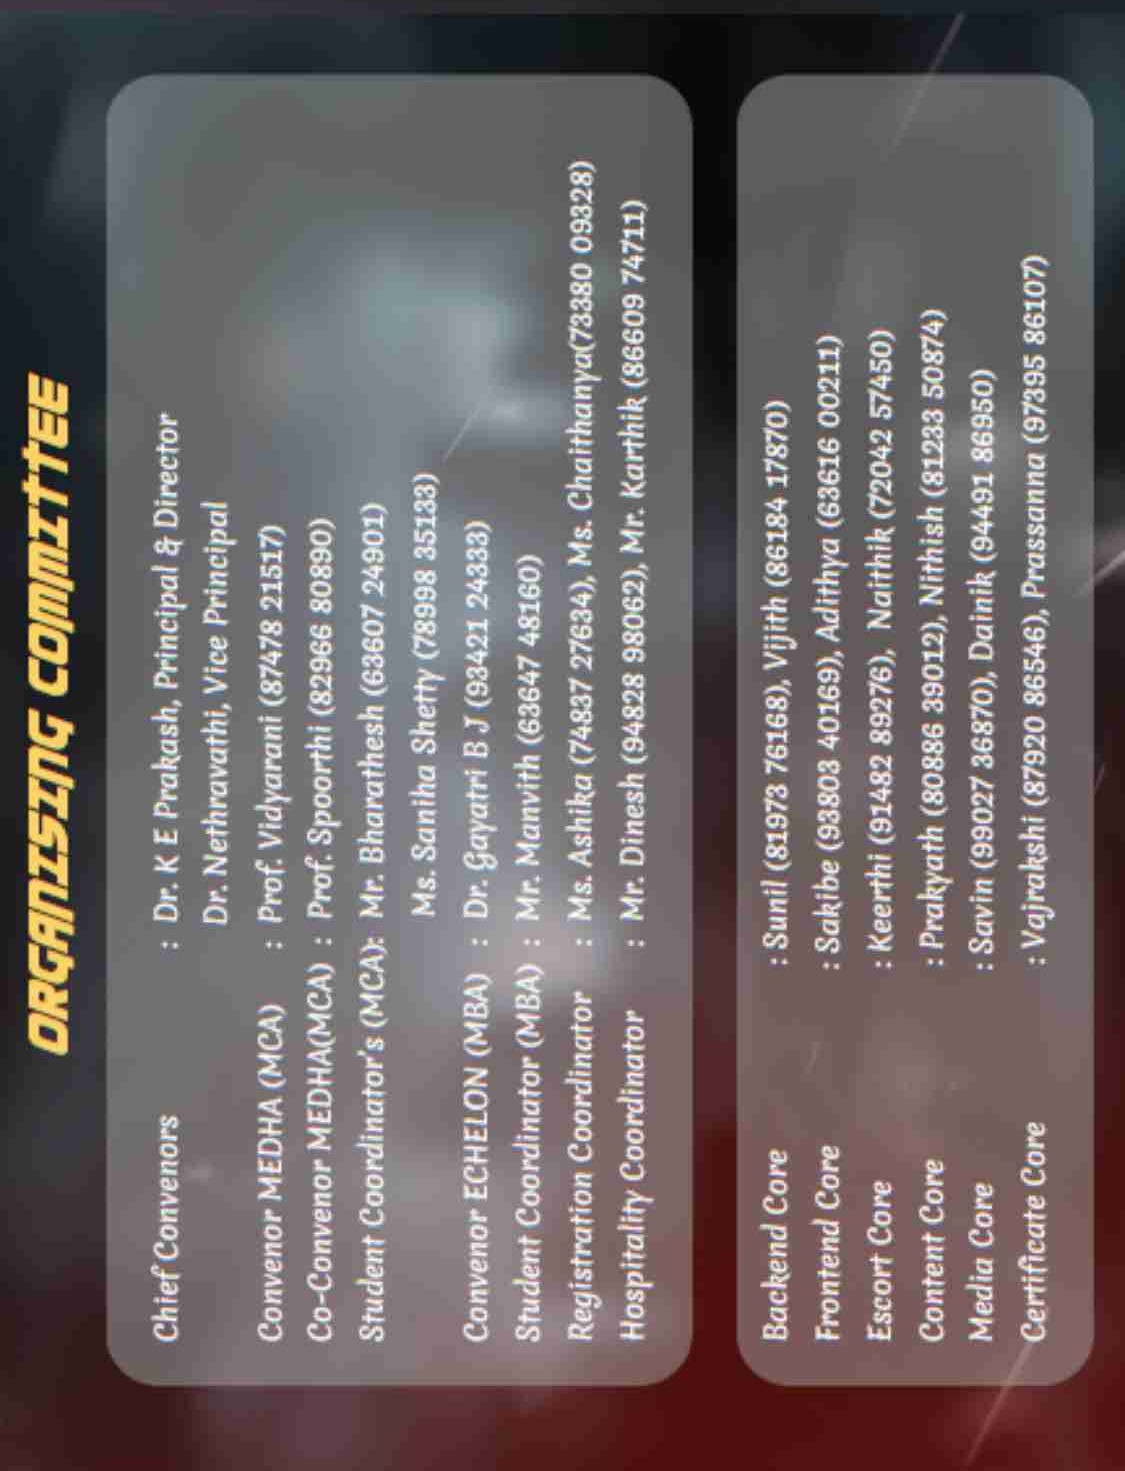 ORGANIZING COMMITTEE
Chief Convenors : Dr. K E Prakash, Principal & Director
Dr. Nethravathi, Vice Principal
Convenor MEDHA (MCA) : Prof. Vidyarani (87478 21517)
Co-Convenor MEDHA(MCA) : Prof. Spoorthi (82966 80890)
Student Coordinator's (MCA): Mr. Bharathesh (63607 24901)
Ms. Saniha Shetty (78998 35133)
Convenor ECHELON (MBA) : Dr. Gayatri B J (93421 24333)
Student Coordinator (MBA) : Mr. Manvith (63647 48160)
Registration Coordinator : Ms. Ashika (74837 27634), Ms. Chaithanya(73380 09328)
Hospitality Coordinator : Mr. Dinesh (94828 98062), Mr. Karthik (86609 74711)
Backend Core : Sunil (81973 76168), Vijith (86184 17870)
Frontend Core : Sakibe (93803 40169), Adithya (63616 00211)
Escort Core : Keerthi (91482 89276), Naithik (72042 57450)
Content Core : Prakyath (80886 39012), Nithish (81233 50874)
Media Core : Savin (99027 36870), Dainik (94491 86950)
Certificate Core : Vajrakshi (87920 86546), Prassanna (97395 86107)